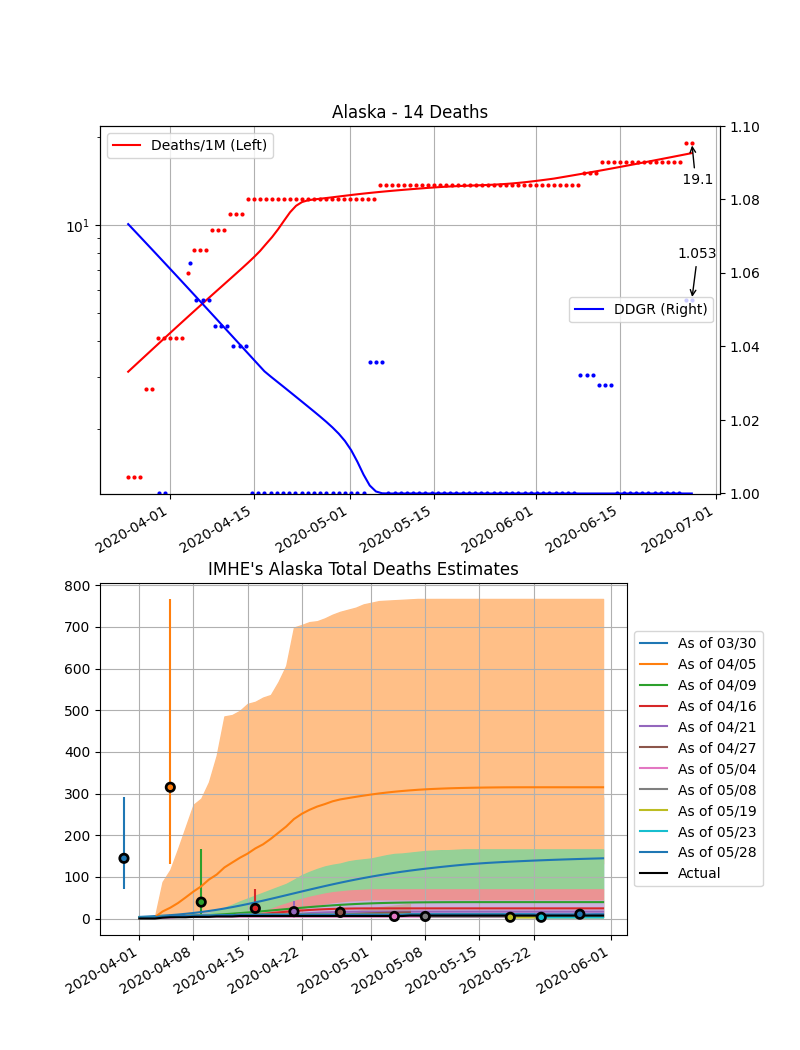 Alaska - 14 Deaths
Deaths/1M (Left)
10^1
1.10
1.08
1.06
1.04
1.02
1.00
19.1
1.053
DDGR (Right)
2020-04-01
2020-04-15
2020-05-01
2020-05-15
2020-06-01
2020-06-15
2020-07-01
IMHE's Alaska Total Deaths Estimates
800
700
600
500
400
300
200
100
0
2020-04-01
2020-04-08
2020-04-15
2020-04-22
2020-05-01
2020-05-08
2020-05-15
2020-05-22
2020-06-01
As of 03/30
As of 04/05
As of 04/09
As of 04/16
As of 04/21
As of 04/27
As of 05/04
As of 05/08
As of 05/19
As of 05/23
As of 05/28
Actual